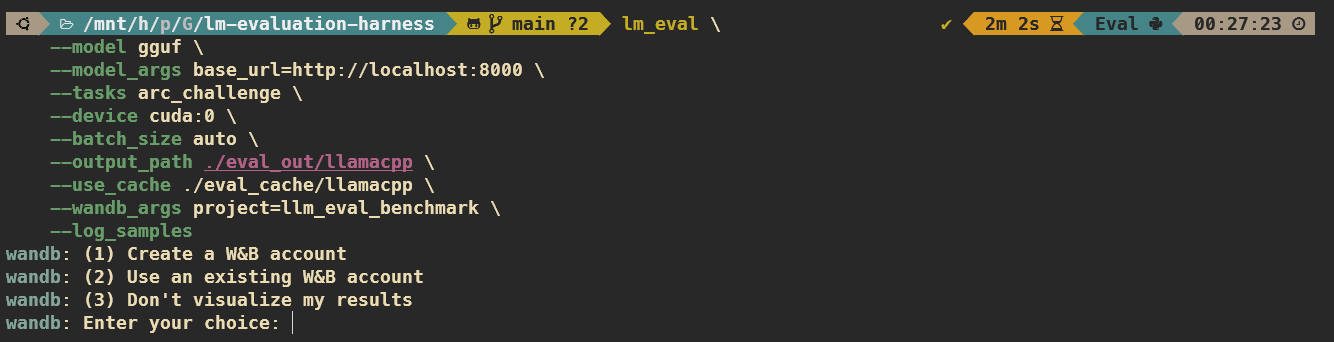 /mnt/h/p/G/lm-evaluation-harness main ?2 lm_eval \ ✔ 2m 2s Eval 00:27:23
--model gguf \
--model_args base_url=http://localhost:8000 \
--tasks arc_challenge \
--device cuda:0 \
--batch_size auto \
--output_path ./eval_out/llamacpp \
--use_cache ./eval_cache/llamacpp \
--wandb_args project=llm_eval_benchmark \
--log_samples
wandb: (1) Create a W&B account
wandb: (2) Use an existing W&B account
wandb: (3) Don't visualize my results
wandb: Enter your choice: